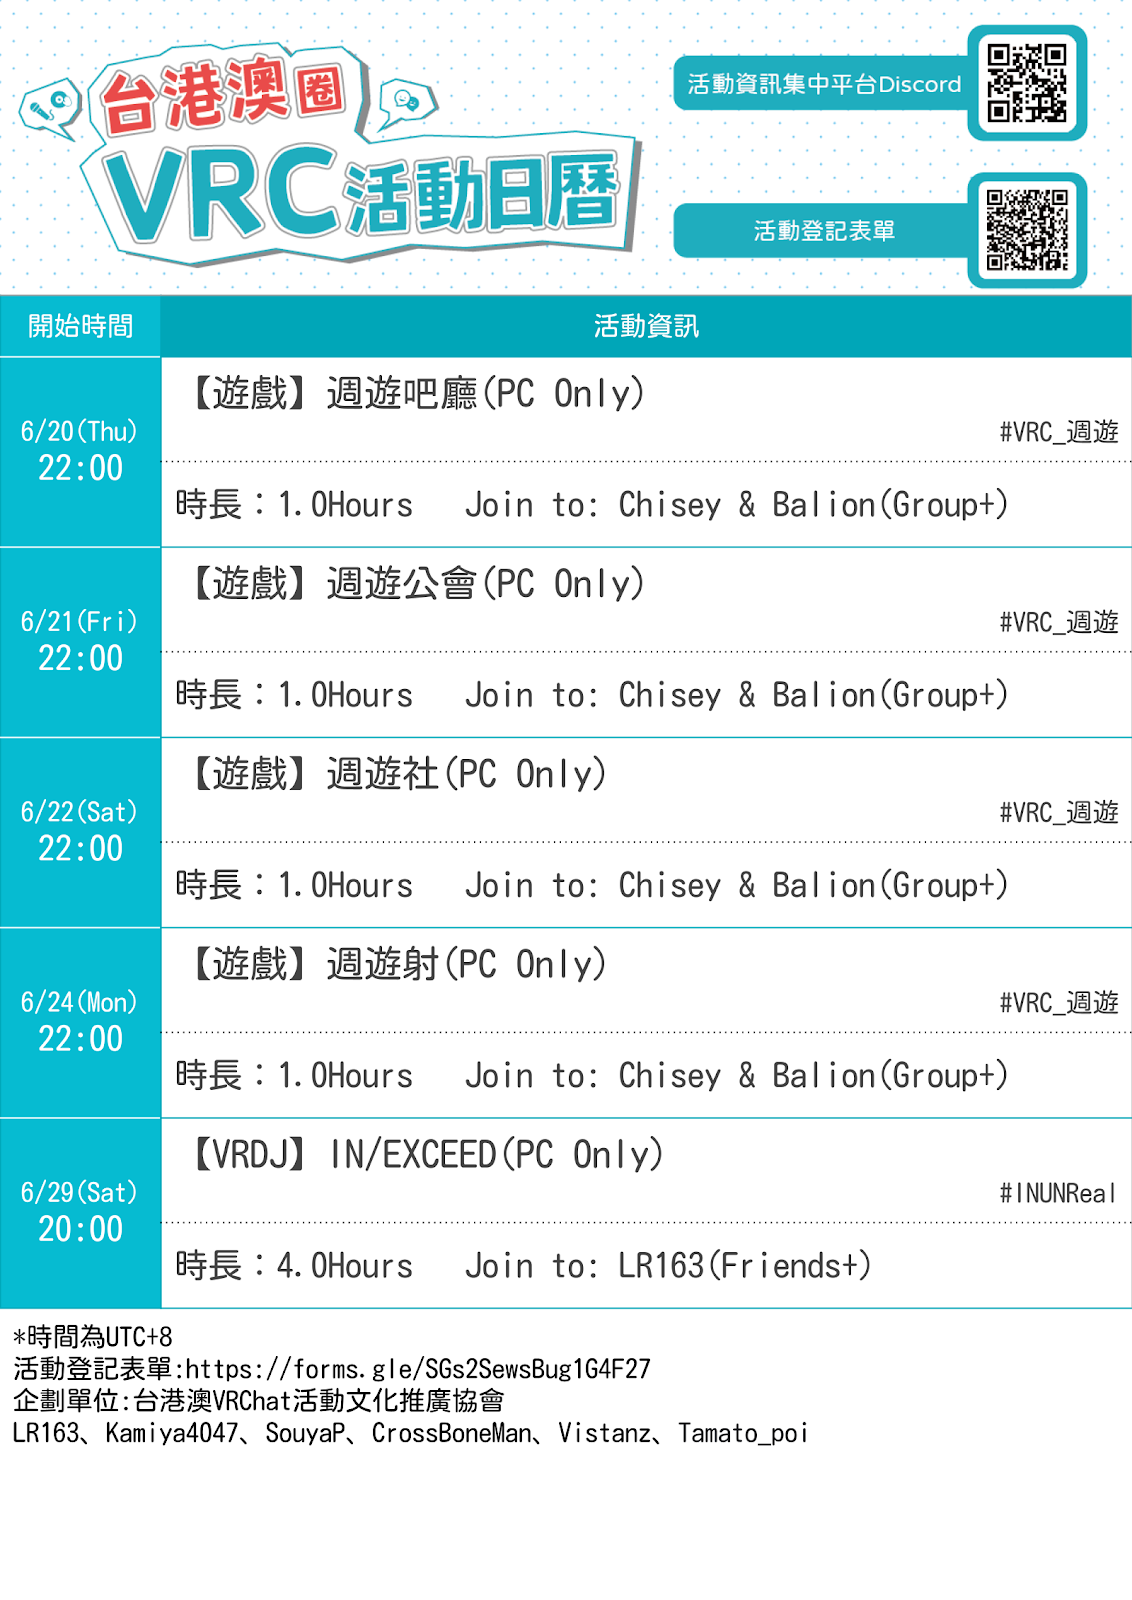 台港澳圈
VRC活動日曆
活動資訊集中平台Discord
活動登記表單
開始時間
活動資訊
6/20(Thu)
22:00
【遊戲】週遊吧廳(PC Only)
#VRC_週遊
時長：1.0Hours Join to: Chisey & Balion(Group+)
6/21(Fri)
22:00
【遊戲】週遊公會(PC Only)
#VRC_週遊
時長：1.0Hours Join to: Chisey & Balion(Group+)
6/22(Sat)
22:00
【遊戲】週遊社(PC Only)
#VRC_週遊
時長：1.0Hours Join to: Chisey & Balion(Group+)
6/24(Mon)
22:00
【遊戲】週遊射(PC Only)
#VRC_週遊
時長：1.0Hours Join to: Chisey & Balion(Group+)
6/29(Sat)
20:00
【VRDJ】IN/EXCEED(PC Only)
#INUNReal
時長：4.0Hours Join to: LR163(Friends+)
*時間為UTC+8
活動登記表單:https://forms.gle/SGs2SewsBug1G4F27
企劃單位:台港澳VRChat活動文化推廣協會
LR163、Kamiya4047、SouyaP、CrossBoneMan、Vistanz、Tamato_poi